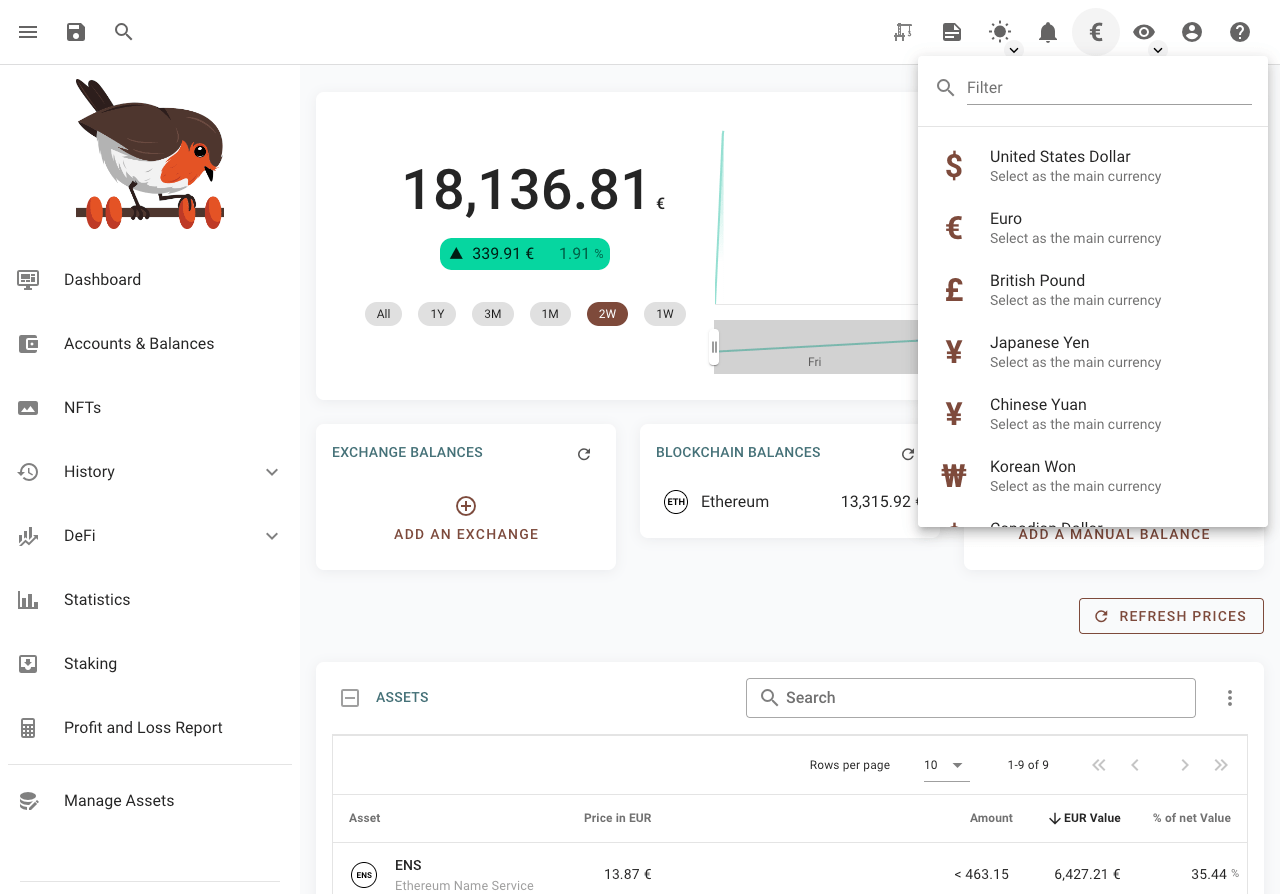 €
Filter
$
United States Dollar
Select as the main currency
€
Euro
Select as the main currency
£
British Pound
Select as the main currency
¥
Japanese Yen
Select as the main currency
¥
Chinese Yuan
Select as the main currency
₩
Korean Won
Select as the main currency
Canadian Dollar
Dashboard
Accounts & Balances
NFTs
History
DeFi
Statistics
Staking
Profit and Loss Report
Manage Assets
18,136.81 €
339.91 € 1.91 %
All 1Y 3M 1M 2W 1W
Fri
EXCHANGE BALANCES
ADD AN EXCHANGE
BLOCKCHAIN BALANCES
ETH Ethereum 13,315.92 €
ADD A MANUAL BALANCE
REFRESH PRICES
ASSETS
Search
Rows per page 10 1-9 of 9
Asset Price in EUR Amount EUR Value % of net Value
ENS ENS 13.87 € < 463.15 6,427.21 € 35.44 %
Ethereum Name Service